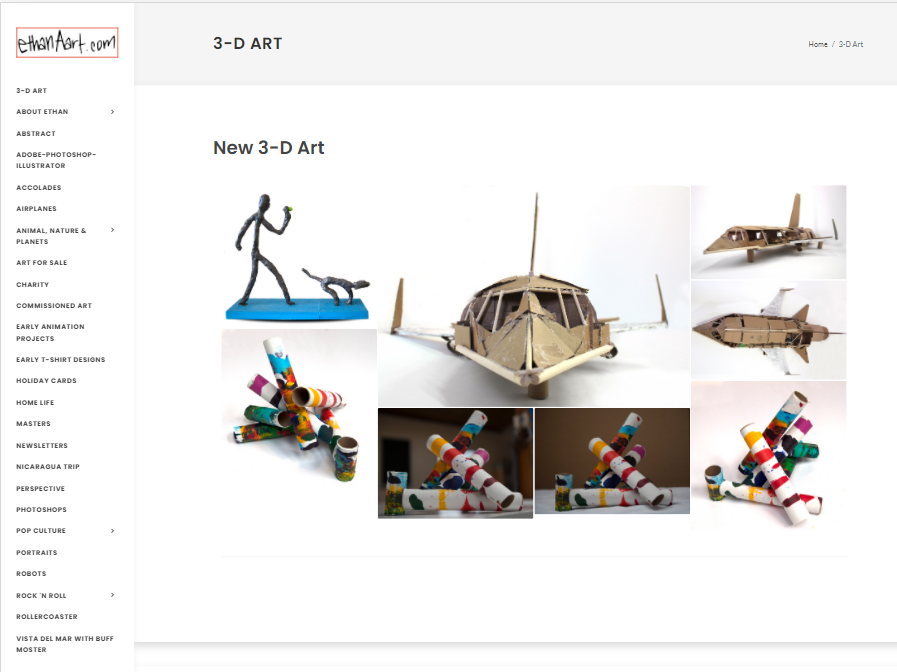 ethanAart.com
3-D ART
ABOUT ETHAN
ABSTRACT
ADOBE-PHOTOSHOP-
ILLUSTRATOR
ACCOLADES
AIRPLANES
ANIMAL, NATURE &
PLANETS
ART FOR SALE
CHARITY
COMMISSIONED ART
EARLY ANIMATION
PROJECTS
EARLY T-SHIRT DESIGNS
HOLIDAY CARDS
HOME LIFE
MASTERS
NEWSLETTERS
NICARAGUA TRIP
PERSPECTIVE
PHOTOSHOPS
POP CULTURE
PORTRAITS
ROBOTS
ROCK 'N ROLL
ROLLERCOASTER
VISTA DEL MAR WITH BUFF
MOSTER
3-D ART
Home / 3-D Art
New 3-D Art